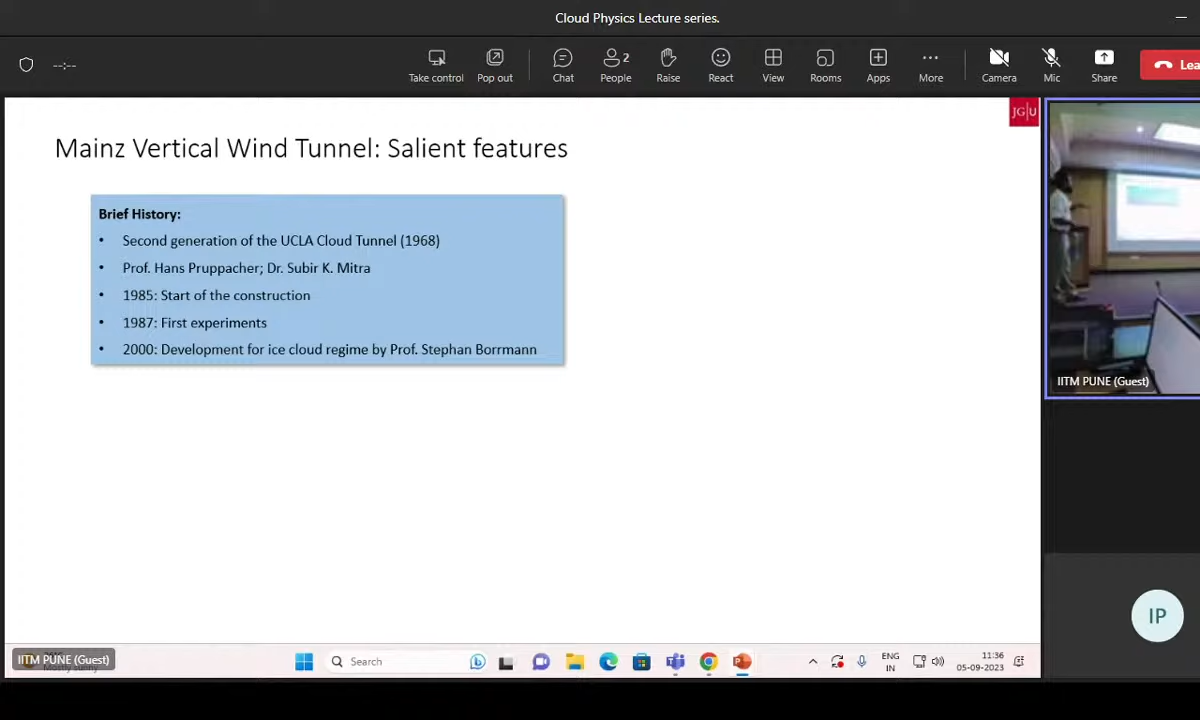 Cloud Physics Lecture series.
--:--
Take control
Pop out
Chat
2
People
Raise
React
View
Rooms
Apps
More
Camera
Mic
Share
Lea
JG|U
Mainz Vertical Wind Tunnel: Salient features
Brief History:
• Second generation of the UCLA Cloud Tunnel (1968)
• Prof. Hans Pruppacher; Dr. Subir K. Mitra
• 1985: Start of the construction
• 1987: First experiments
• 2000: Development for ice cloud regime by Prof. Stephan Borrmann
IITM PUNE (Guest)
IP
IITM PUNE (Guest)
Search
ENG
IN
11:36
05-09-2023